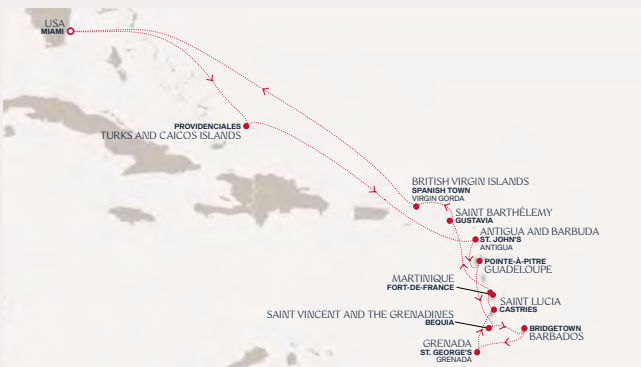 USA
MIAMI
PROVIDENCIALES
TURKS AND CAICOS ISLANDS
BRITISH VIRGIN ISLANDS
SPANISH TOWN
VIRGIN GORDA
SAINT BARTHÉLEMY
GUSTAVIA
ANTIGUA AND BARBUDA
ST. JOHN'S
ANTIGUA
POINTE-À-PITRE
GUADELOUPE
MARTINIQUE
FORT-DE-FRANCE
SAINT LUCIA
CASTRIES
SAINT VINCENT AND THE GRENADINES
BEQUIA
BRIDGETOWN
BARBADOS
GRENADA
ST. GEORGE'S
GRENADA